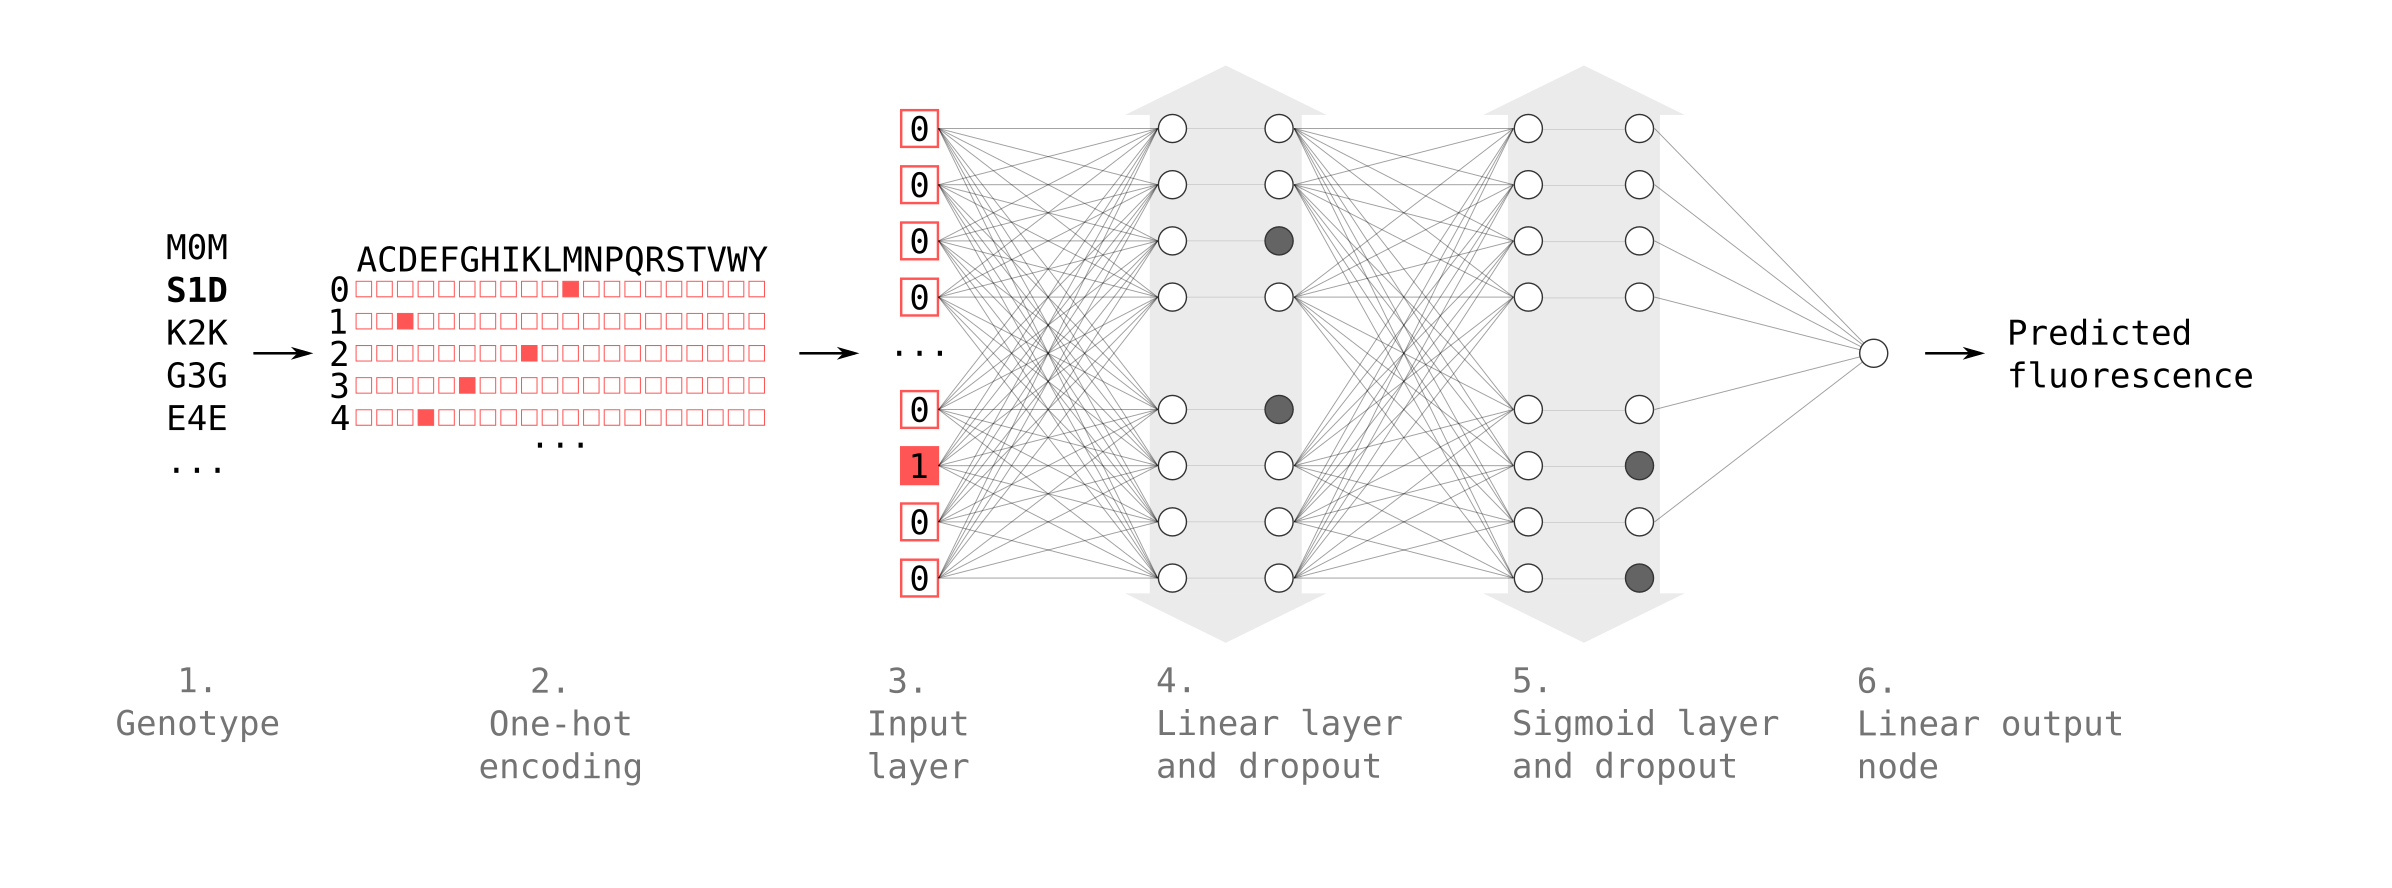 M0M
S1D
K2K
G3G
E4E
...
ACDEFGHIKLMNPQRSTVWY
0
1
2
3
4
...
0
0
0
0
...
0
1
0
0
Predicted
fluorescence
1.
Genotype
2.
One-hot
encoding
3.
Input
layer
4.
Linear layer
and dropout
5.
Sigmoid layer
and dropout
6.
Linear output
node